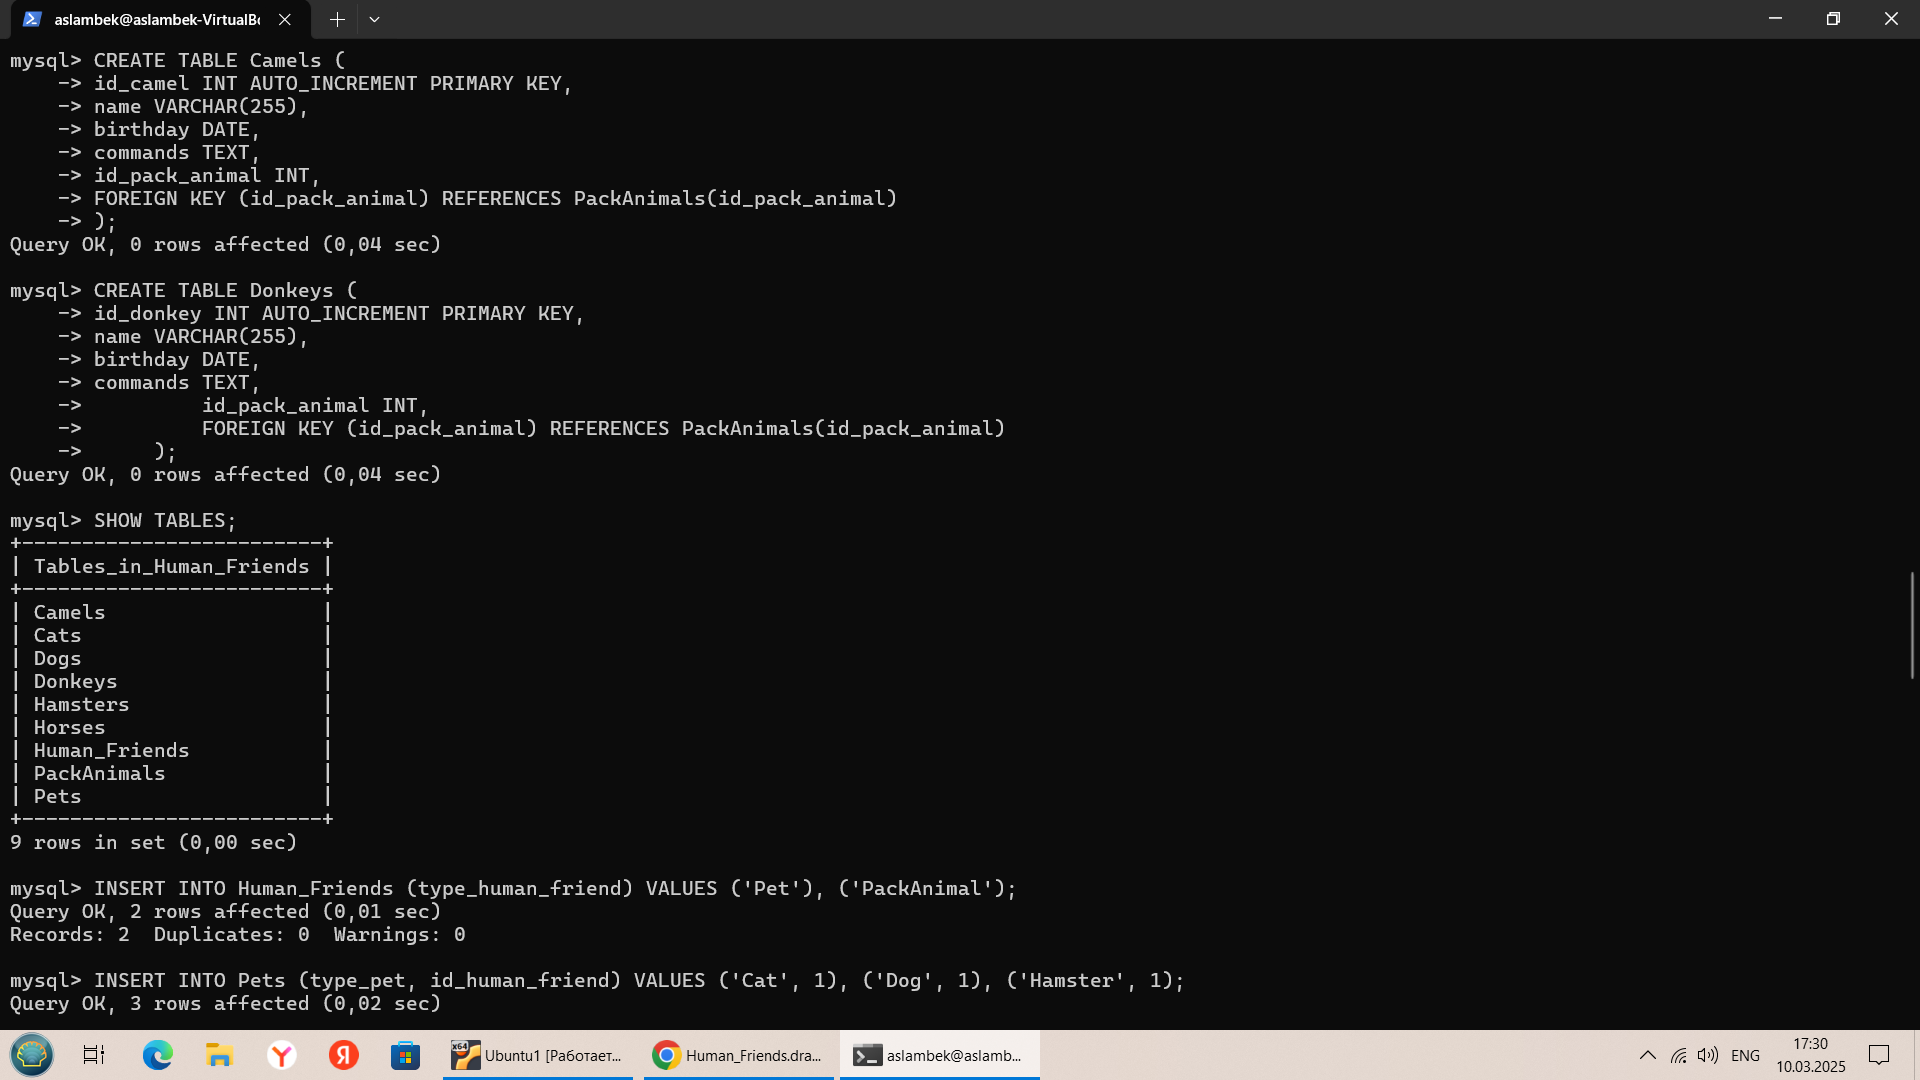 aslambek@aslambek-VirtualBo
mysql> CREATE TABLE Camels (
    -> id_camel INT AUTO_INCREMENT PRIMARY KEY,
    -> name VARCHAR(255),
    -> birthday DATE,
    -> commands TEXT,
    -> id_pack_animal INT,
    -> FOREIGN KEY (id_pack_animal) REFERENCES PackAnimals(id_pack_animal)
    -> );
Query OK, 0 rows affected (0,04 sec)
mysql> CREATE TABLE Donkeys (
    -> id_donkey INT AUTO_INCREMENT PRIMARY KEY,
    -> name VARCHAR(255),
    -> birthday DATE,
    -> commands TEXT,
    ->          id_pack_animal INT,
    ->          FOREIGN KEY (id_pack_animal) REFERENCES PackAnimals(id_pack_animal)
    ->      );
Query OK, 0 rows affected (0,04 sec)
mysql> SHOW TABLES;
+-------------------------+
| Tables_in_Human_Friends |
+-------------------------+
| Camels                  |
| Cats                    |
| Dogs                    |
| Donkeys                 |
| Hamsters                |
| Horses                  |
| Human_Friends           |
| PackAnimals             |
| Pets                    |
+-------------------------+
9 rows in set (0,00 sec)
mysql> INSERT INTO Human_Friends (type_human_friend) VALUES ('Pet'), ('PackAnimal');
Query OK, 2 rows affected (0,01 sec)
Records: 2  Duplicates: 0  Warnings: 0
mysql> INSERT INTO Pets (type_pet, id_human_friend) VALUES ('Cat', 1), ('Dog', 1), ('Hamster', 1);
Query OK, 3 rows affected (0,02 sec)
Y
Я
x64
Ubuntu1 [Работает...
Human_Friends.dra...
aslambek@aslamb...
ENG
17:30
10.03.2025